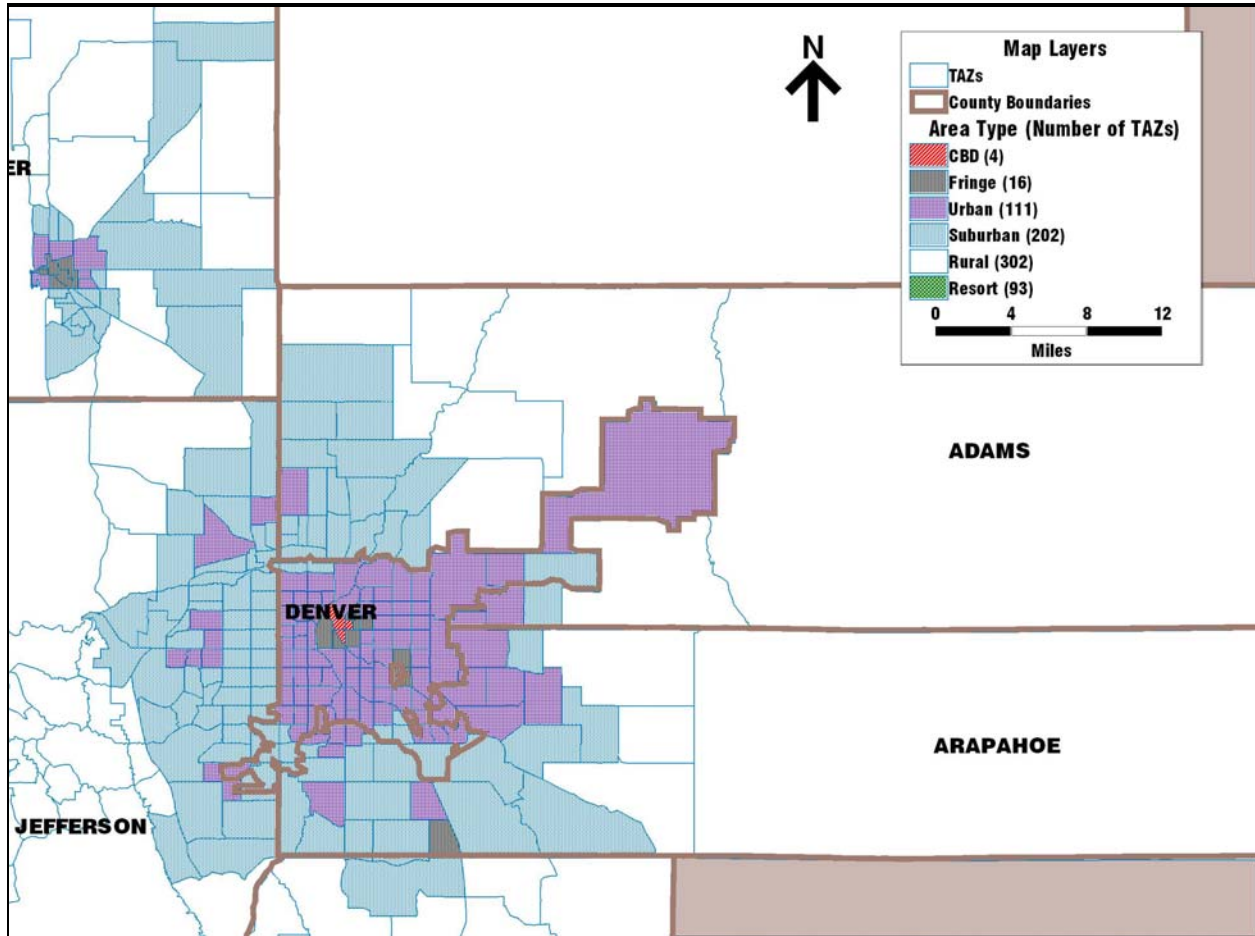 N
Map Layers
TAZs
County Boundaries
Area Type (Number of TAZs)
CBD (4)
Fringe (16)
Urban (111)
Suburban (202)
Rural (302)
Resort (93)
0 4 8 12
Miles
ER
ADAMS
DENVER
ARAPAHOE
JEFFERSON